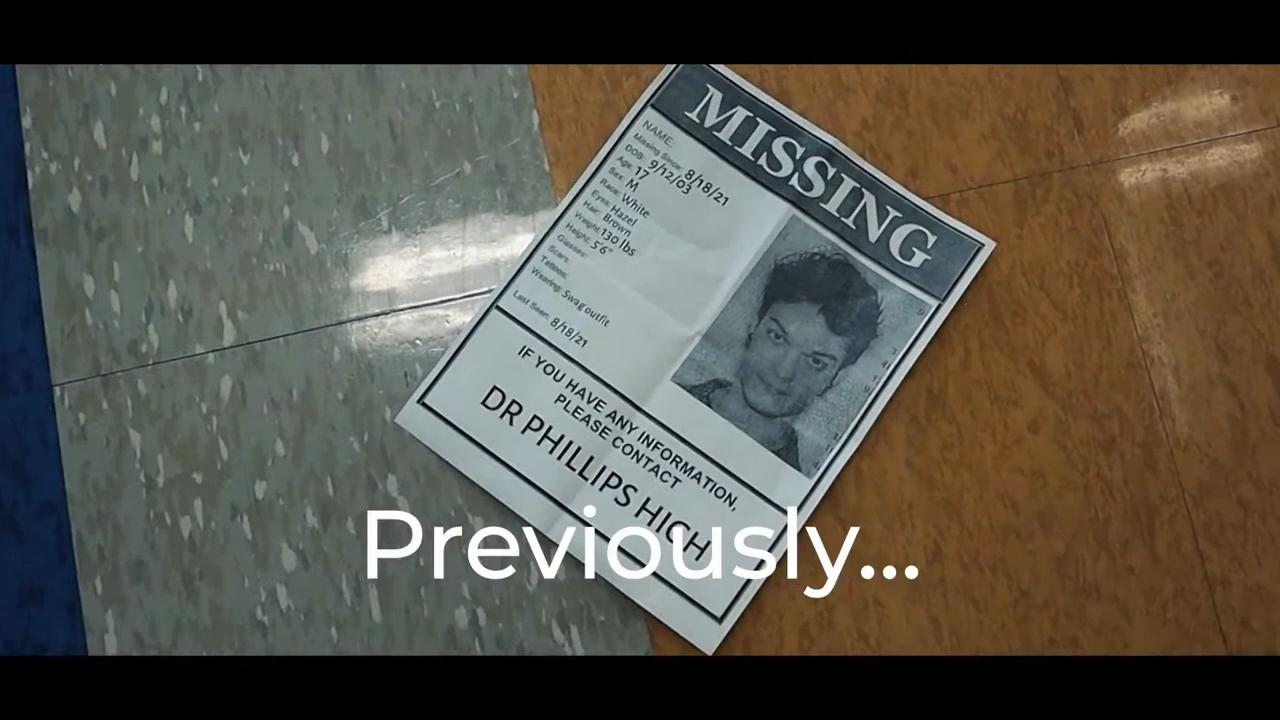 MISSING
NAME:
Missing Since: 8/18/21
DOB: 9/12/03
Age: 17
Sex: M
Race: White
Eyes: Hazel
Hair: Brown
Weight: 130 lbs
Height: 5'6"
Glasses:
Scars:
Tattoos:
Wearing: Swag outfit
Last Seen: 8/18/21
IF YOU HAVE ANY INFORMATION,
PLEASE CONTACT
DR PHILLIPS HIGH
Previously...